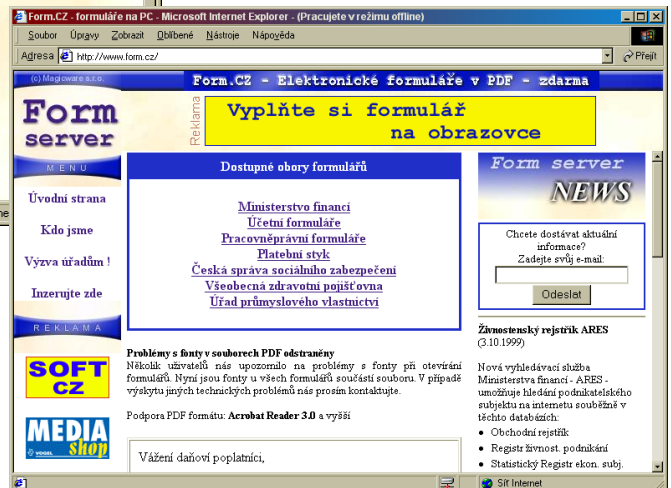 Form.CZ - formuláře na PC - Microsoft Internet Explorer - (Pracujete v režimu offline)
Soubor Úpravy Zobrazit Oblíbené Nástroje Nápověda
Adresa http://www.form.cz/ Přejít
(c) Magicware s.r.o.
Form.CZ - Elektronické formuláře v PDF - zdarma
Form
server
Reklama
Vyplňte si formulář
na obrazovce
MENU
Úvodní strana
Kdo jsme
Výzva úřadům !
Inzerujte zde
REKLAMA
SOFT
CZ
MEDIA
shop
VOGEL
Dostupné obory formulářů
Ministerstvo financí
Účetní formuláře
Pracovněprávní formuláře
Platební styk
Česká správa sociálního zabezpečení
Všeobecná zdravotní pojišťovna
Úřad průmyslového vlastnictví
Problémy s fonty v souborech PDF odstraněny
Několik uživatelů nás upozornilo na problémy s fonty při otevírání
formulářů. Nyní jsou fonty u všech formulářů součástí souboru. V případě
výskytu jiných technických problémů nás prosím kontaktujte.
Podpora PDF formátu: Acrobat Reader 3.0 a vyšší
Vážení daňoví poplatníci,
Form server
NEWS
Chcete dostávat aktuální
informace?
Zadejte svůj e-mail:
Odeslat
Živnostenský rejstřík ARES
(3.10.1999)
Nová vyhledávací služba
Ministerstva financí - ARES -
umožňuje hledání podnikatelského
subjektu na internetu souběžně v
těchto databázích:
● Obchodní rejstřík
● Registr živnost. podnikání
● Statistický Registr ekon. subj.
Síť Internet